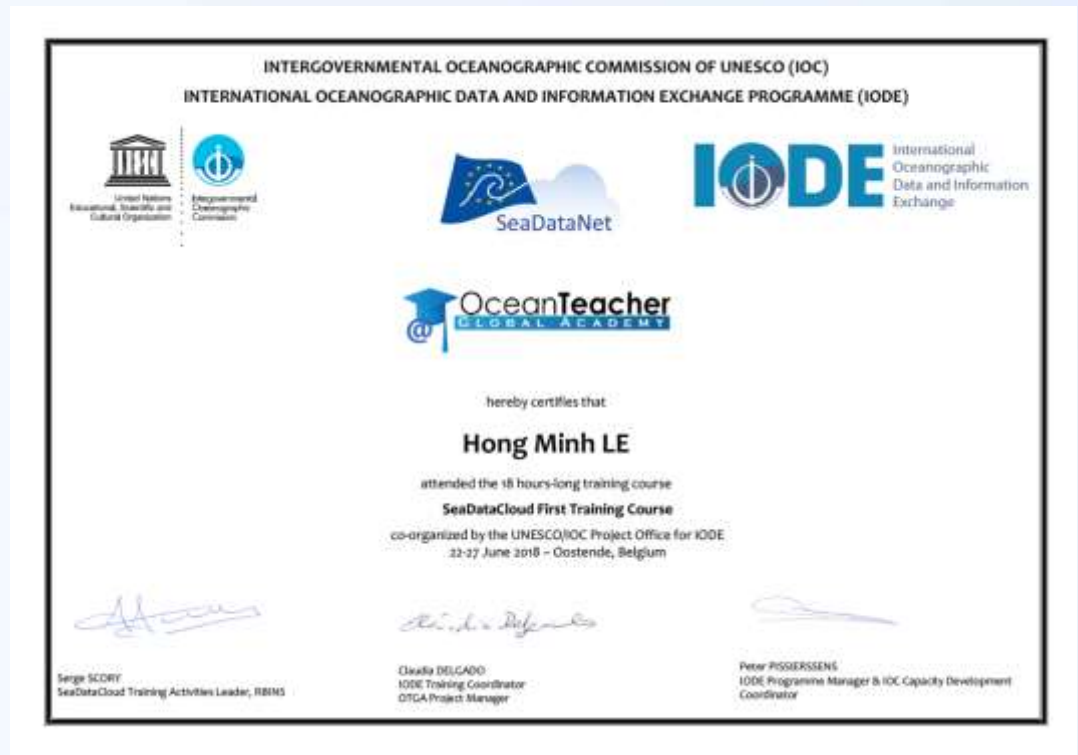 INTERGOVERNMENTAL OCEANOGRAPHIC COMMISSION OF UNESCO (IOC)
INTERNATIONAL OCEANOGRAPHIC DATA AND INFORMATION EXCHANGE PROGRAMME (IODE)
United Nations
Educational, Scientific and
Cultural Organization
Intergovernmental
Oceanographic
Commission
SeaDataNet
IODE
International
Oceanographic
Data and Information
Exchange
@
OceanTeacher
GLOBAL ACADEMY
hereby certifies that
Hong Minh LE
attended the 18 hours-long training course
SeaDataCloud First Training Course
co-organized by the UNESCO/IOC Project Office for IODE
22-27 June 2018 – Oostende, Belgium
Serge SCORY
SeaDataCloud Training Activities Leader, RBINS
Claudia DELGADO
IODE Training Coordinator
OTGA Project Manager
Peter PISSIERSSENS
IODE Programme Manager & IOC Capacity Development
Coordinator